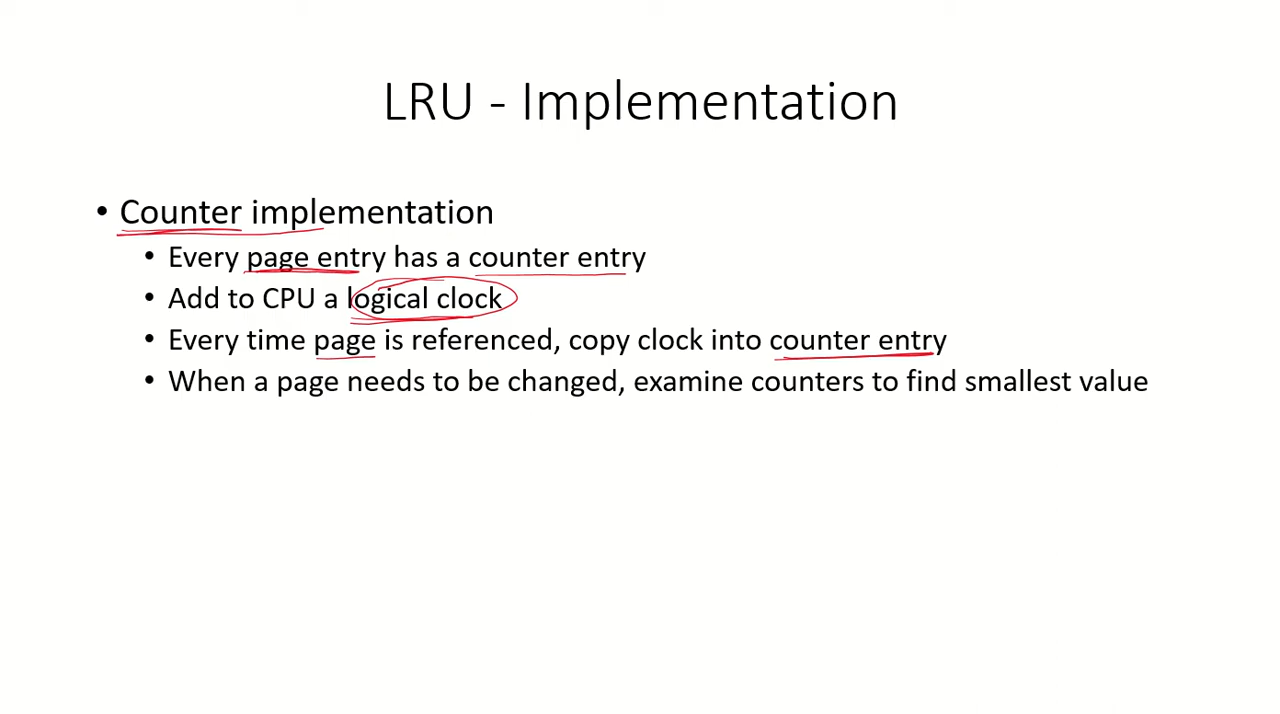 LRU - Implementation
• Counter implementation
• Every page entry has a counter entry
• Add to CPU a logical clock
• Every time page is referenced, copy clock into counter entry
• When a page needs to be changed, examine counters to find smallest value